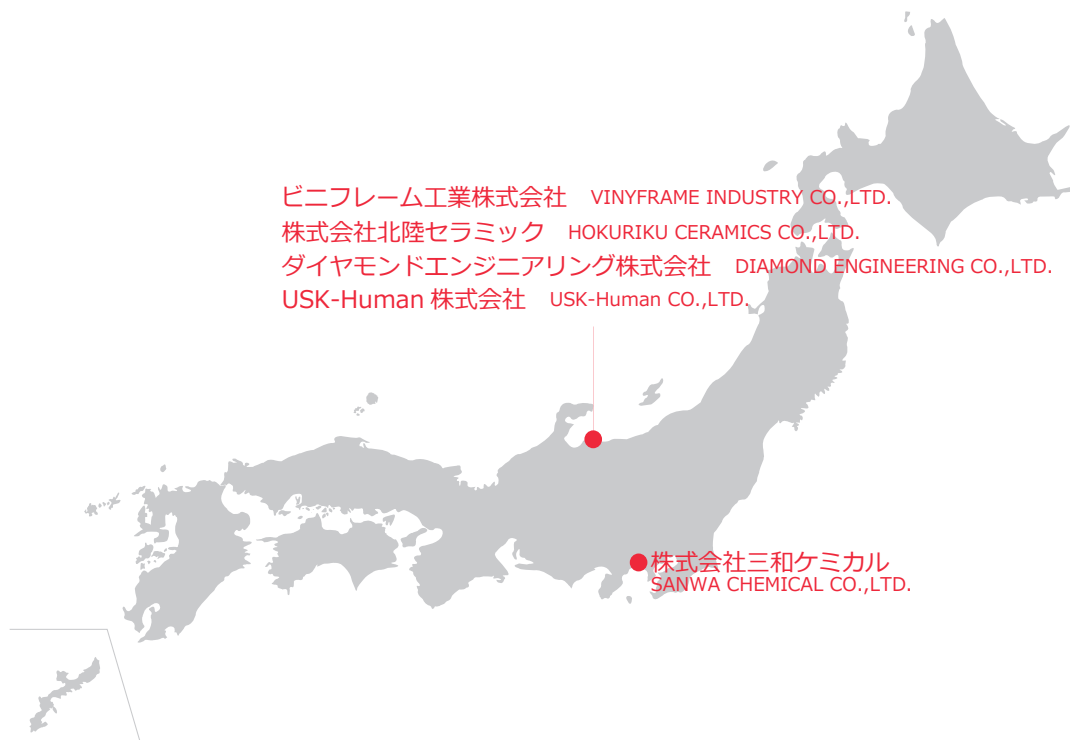 ビニフレーム工業株式会社 VINYFRAME INDUSTRY CO.,LTD.
株式会社北陸セラミック HOKURIKU CERAMICS CO.,LTD.
ダイヤモンドエンジニアリング株式会社 DIAMOND ENGINEERING CO.,LTD.
USK-Human 株式会社 USK-Human CO.,LTD.
株式会社三和ケミカル
SANWA CHEMICAL CO.,LTD.